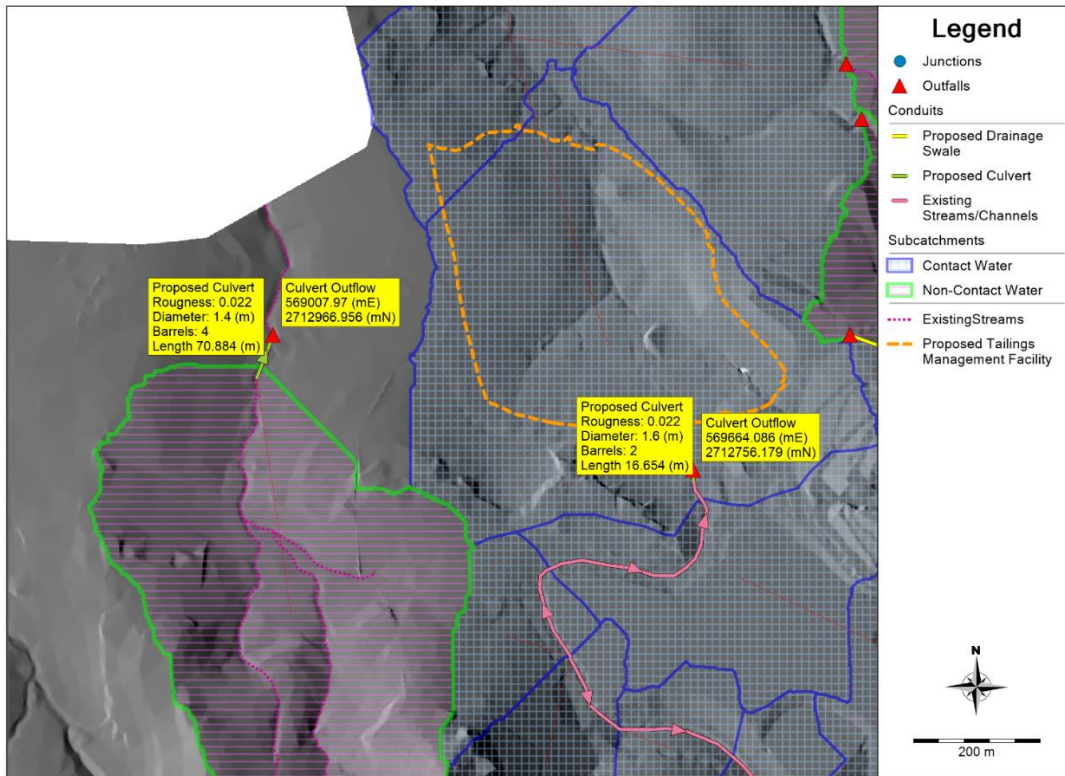 Proposed Culvert
Rougness: 0.022
Diameter: 1.4 (m)
Barrels: 4
Length 70.884 (m)
Culvert Outflow
569007.97 (mE)
2712966.956 (mN)
Proposed Culvert
Rougness: 0.022
Diameter: 1.6 (m)
Barrels: 2
Length 16.654 (m)
Culvert Outflow
569664.086 (mE)
2712756.179 (mN)
Legend
Junctions
Outfalls
Conduits
Proposed Drainage
Swale
Proposed Culvert
Existing
Streams/Channels
Subcatchments
Contact Water
Non-Contact Water
ExistingStreams
Proposed Tailings
Management Facility
N
200 m